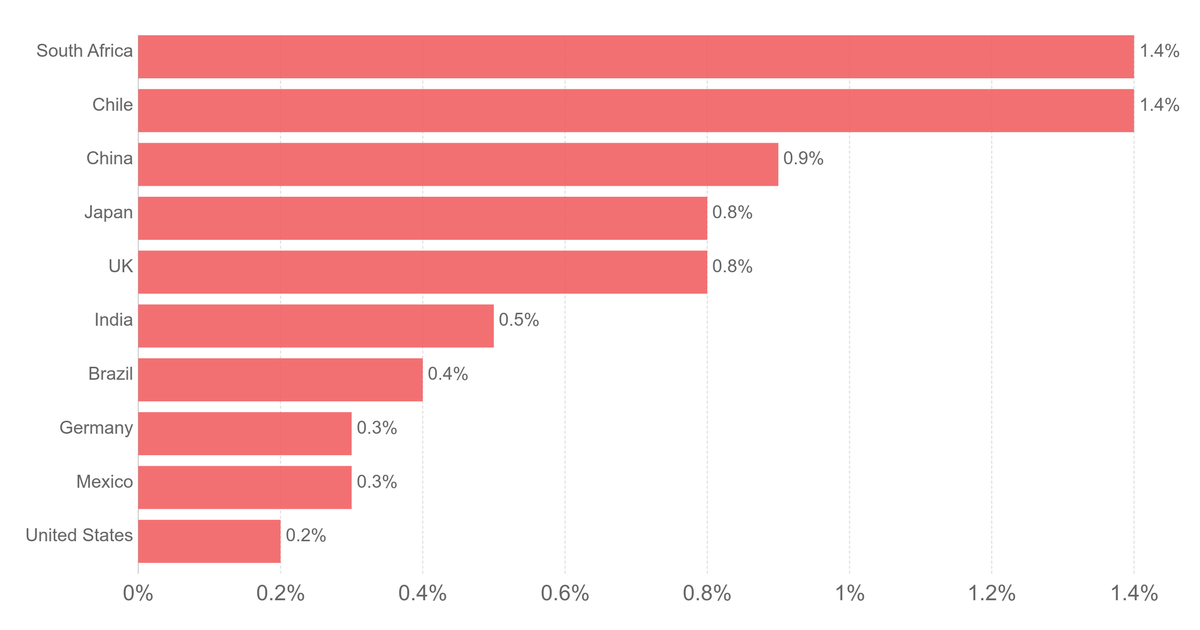 South Africa 1.4%
Chile 1.4%
China 0.9%
Japan 0.8%
UK 0.8%
India 0.5%
Brazil 0.4%
Germany 0.3%
Mexico 0.3%
United States 0.2%
0% 0.2% 0.4% 0.6% 0.8% 1% 1.2% 1.4%